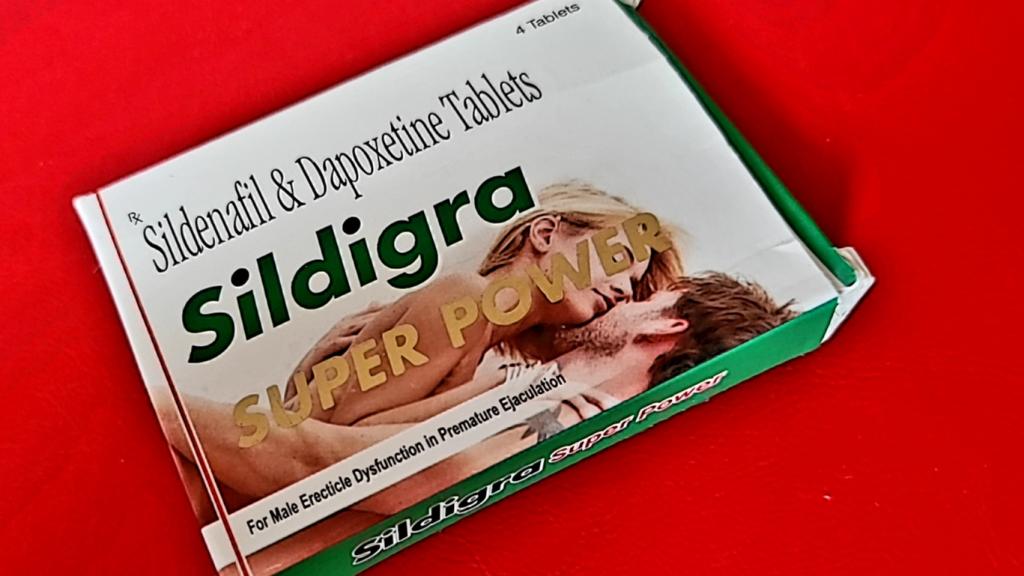 4 Tablets
℞
Sildenafil & Dapoxetine Tablets
Sildigra
SUPER POWER
For Male Erecticle Dysfunction in Premature Ejaculation
Sildigra Super Power